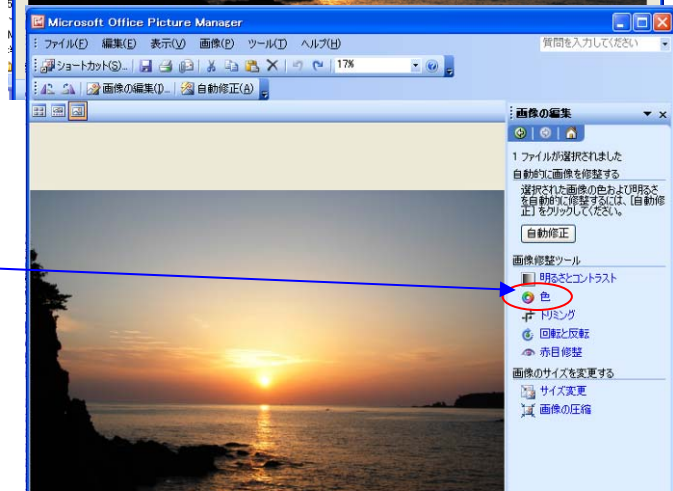 Microsoft Office Picture Manager
ファイル(F) 編集(E) 表示(V) 画像(P) ツール(T) ヘルプ(H) 質問を入力してください
ショートカット(S)... 17%
画像の編集(I)... 自動修正(A)
画像の編集
1 ファイルが選択されました
自動的に画像を修整する
選択された画像の色および明るさ
を自動的に修整するには、[自動修
正] をクリックしてください。
自動修正
画像修整ツール
明るさとコントラスト
色
トリミング
回転と反転
赤目修整
画像のサイズを変更する
サイズ変更
画像の圧縮